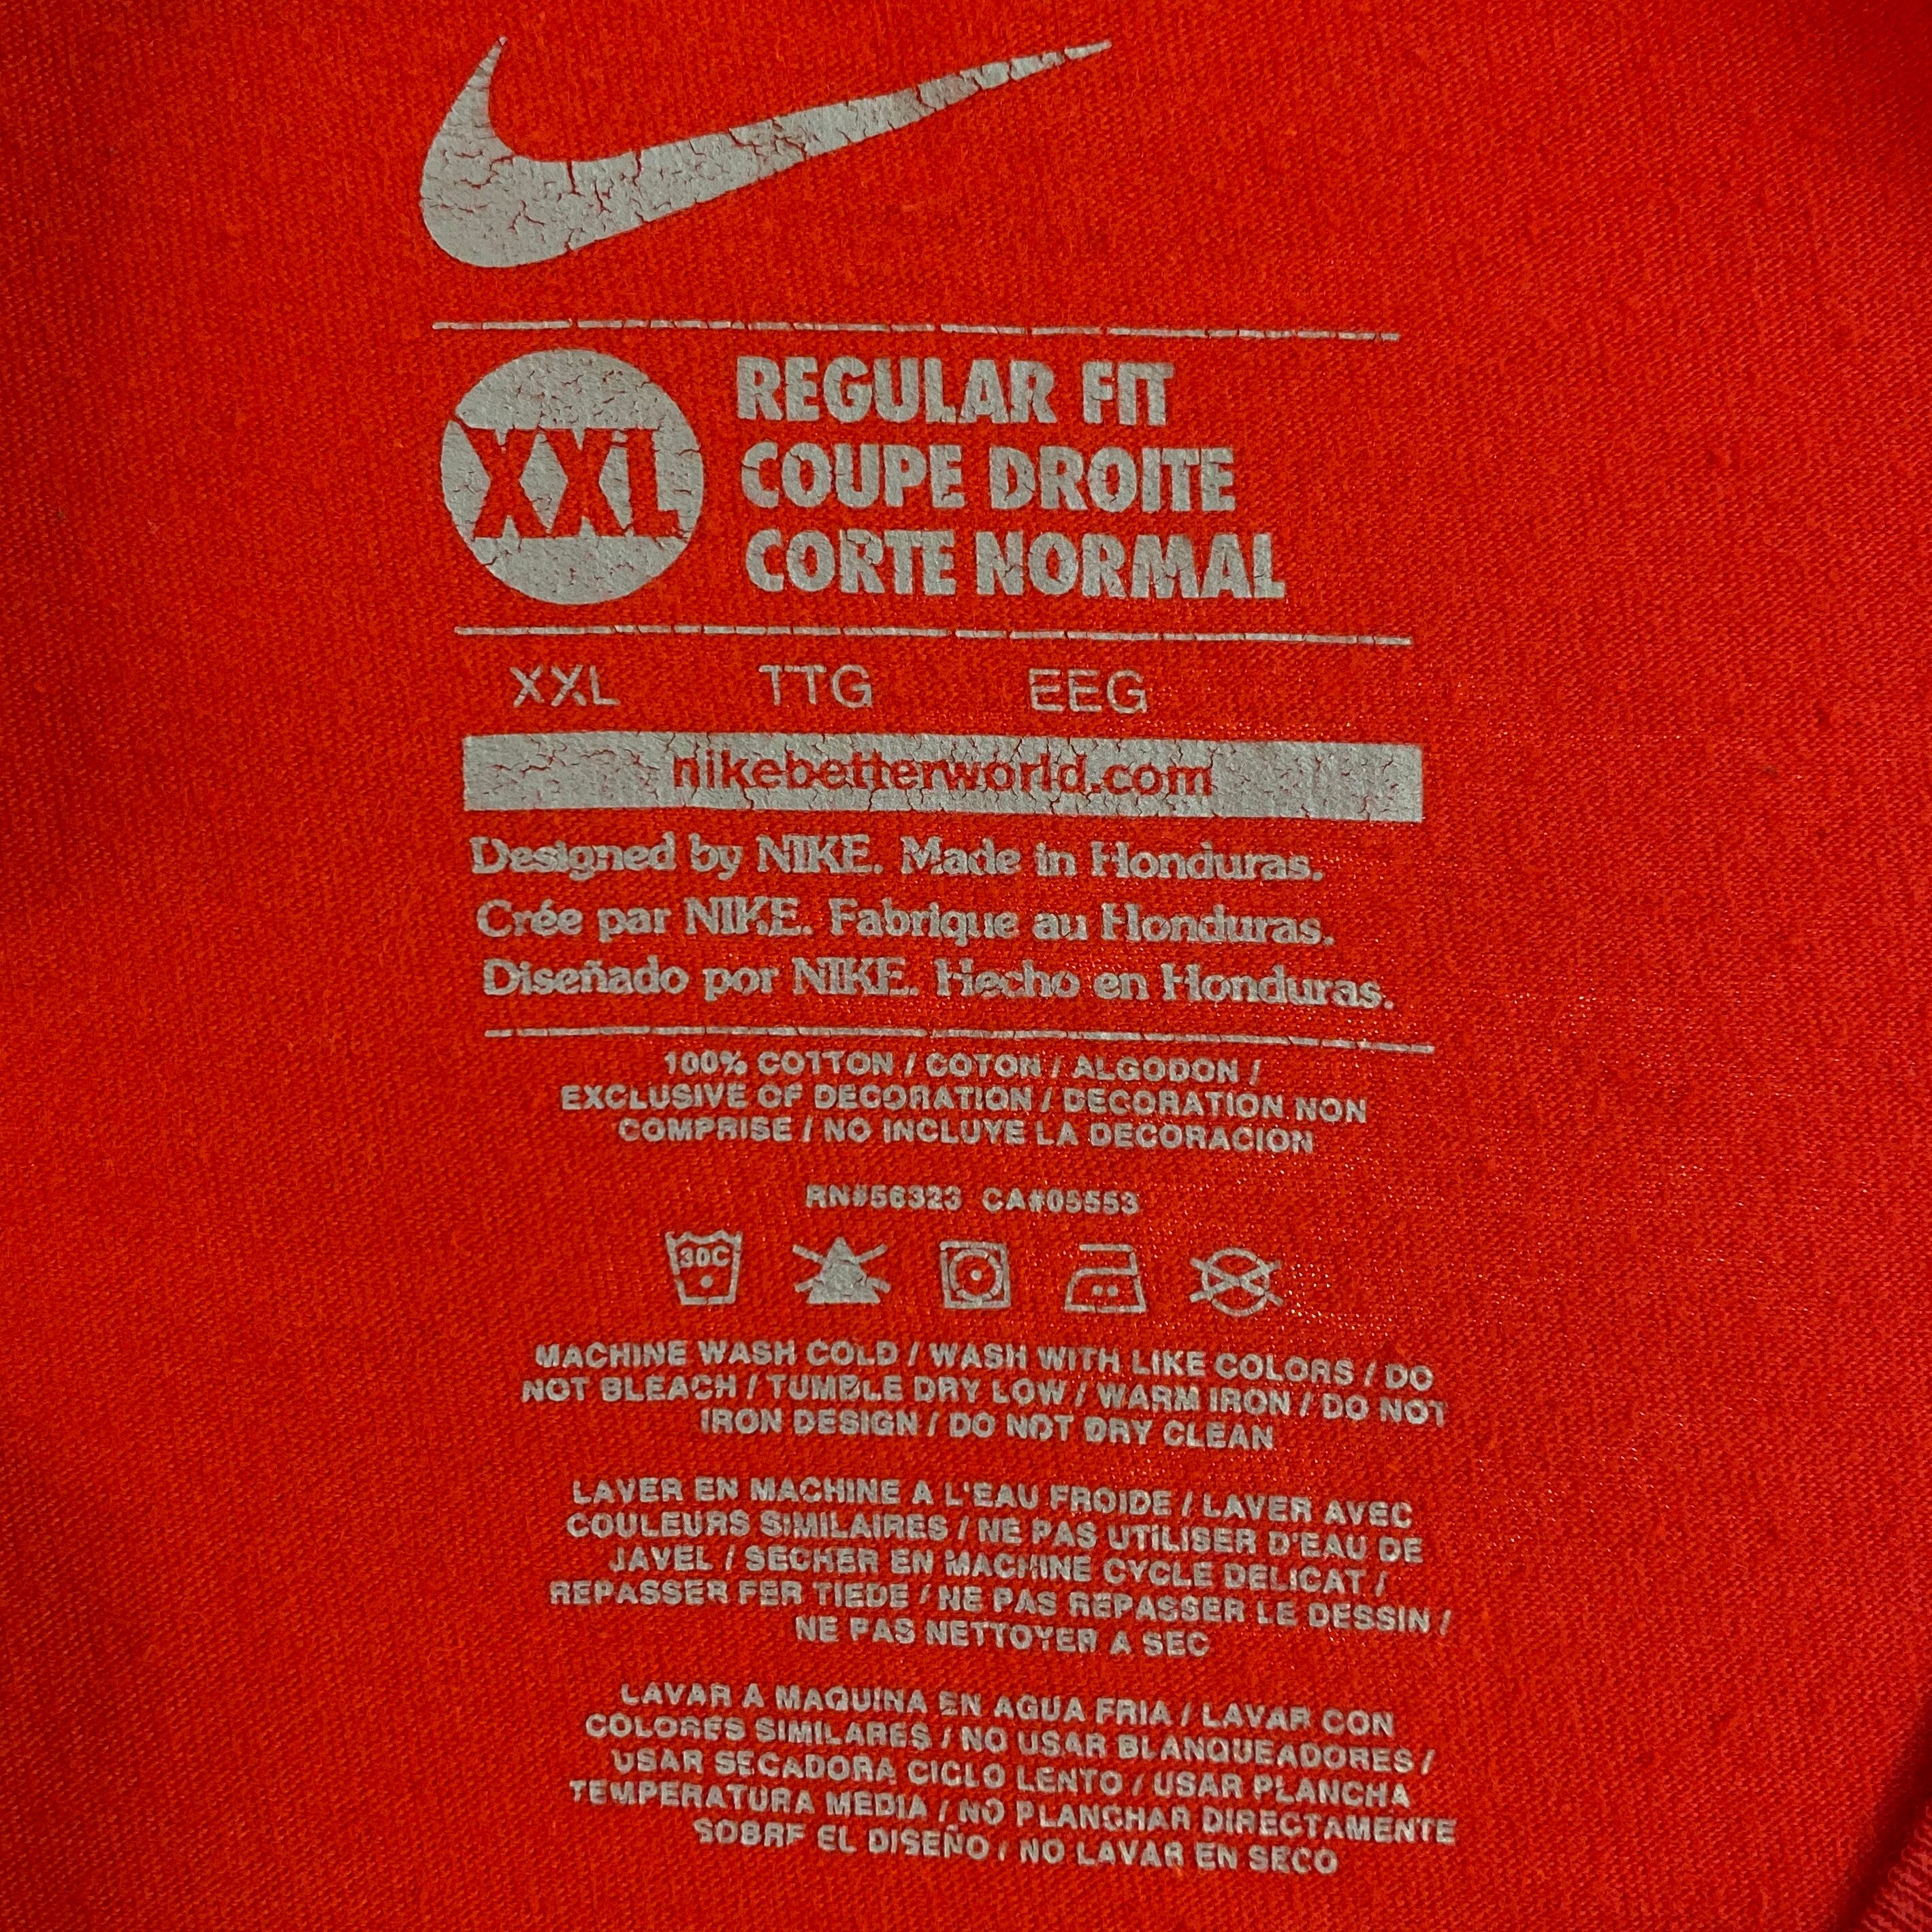 XXL
REGULAR FIT
COUPE DROITE
CORTE NORMAL
XXL TTG EEG
nikebetterworld.com
Designed by NIKE. Made in Honduras.
Crée par NIKE. Fabrique au Honduras.
Diseñado por NIKE. Hecho en Honduras.
100% COTTON / COTON / ALGODON /
EXCLUSIVE OF DECORATION / DECORATION NON
COMPRISE / NO INCLUYE LA DECORACION
RN#56323 CA#05553
30C
MACHINE WASH COLD / WASH WITH LIKE COLORS / DO
NOT BLEACH / TUMBLE DRY LOW / WARM IRON / DO NOT
IRON DESIGN / DO NOT DRY CLEAN
LAVER EN MACHINE A L'EAU FROIDE / LAVER AVEC
COULEURS SIMILAIRES / NE PAS UTILISER D'EAU DE
JAVEL / SECHER EN MACHINE CYCLE DELICAT /
REPASSER FER TIEDE / NE PAS REPASSER LE DESSIN /
NE PAS NETTOYER A SEC
LAVAR A MAQUINA EN AGUA FRIA / LAVAR CON
COLORES SIMILARES / NO USAR BLANQUEADORES /
USAR SECADORA CICLO LENTO / USAR PLANCHA
TEMPERATURA MEDIA / NO PLANCHAR DIRECTAMENTE
SOBRE EL DISEÑO / NO LAVAR EN SECO